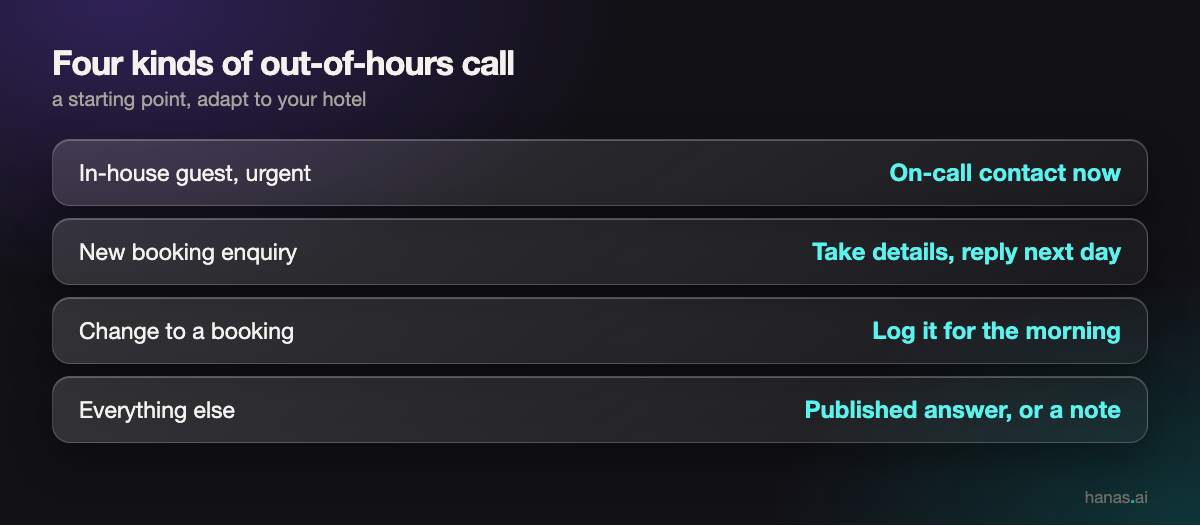 Four kinds of out-of-hours call
a starting point, adapt to your hotel
In-house guest, urgent
On-call contact now
New booking enquiry
Take details, reply next day
Change to a booking
Log it for the morning
Everything else
Published answer, or a note
hanas.ai